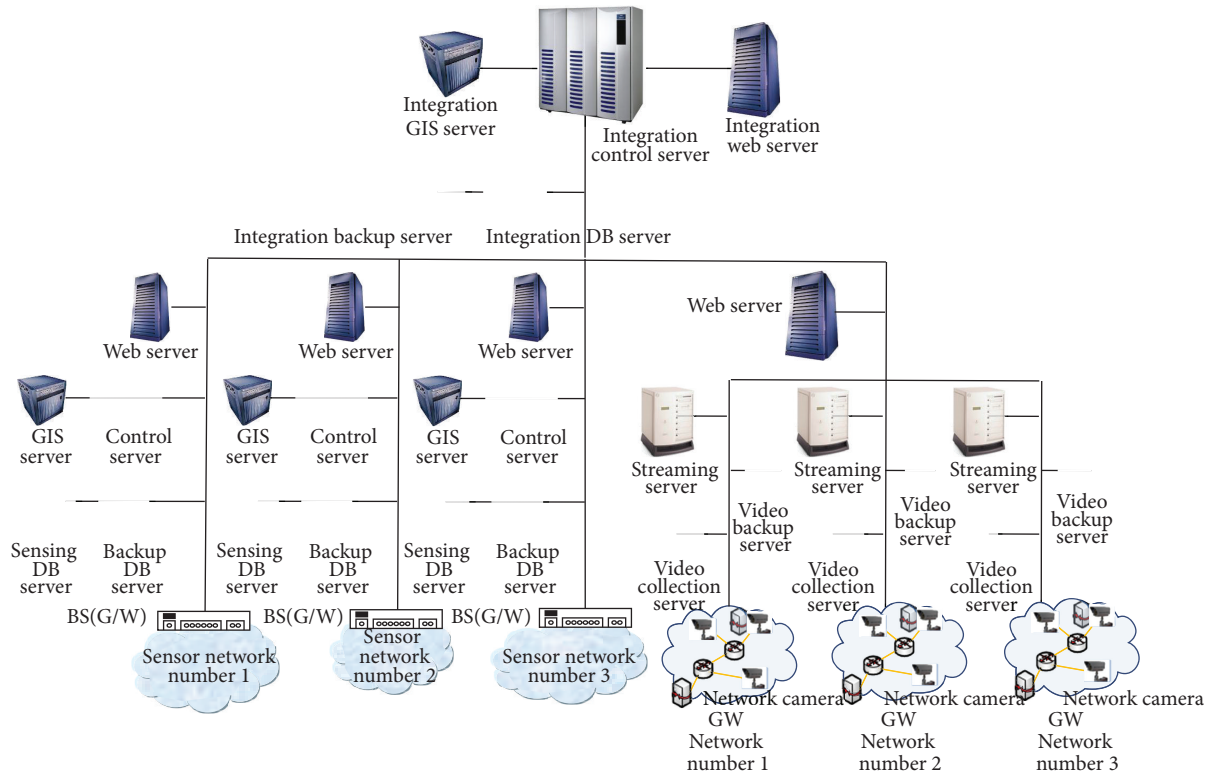 Integration
GIS server
Integration
control server
Integration
web server
Integration backup server
Integration DB server
Web server
Web server
Web server
Web server
GIS
server
Control
server
GIS
server
Control
server
GIS
server
Control
server
Streaming
server
Streaming
server
Streaming
server
Video
backup
server
Video
backup
server
Video
backup
server
Sensing
DB
server
Backup
DB
server
Sensing
DB
server
Backup
DB
server
Sensing
DB
server
Backup
DB
server
Video
collection
server
Video
collection
server
Video
collection
server
BS(G/W)
BS(G/W)
BS(G/W)
Sensor network
number 1
Sensor
network
number 2
Sensor network
number 3
Network camera
GW
Network
number 1
Network camera
GW
Network
number 2
Network camera
GW
Network
number 3